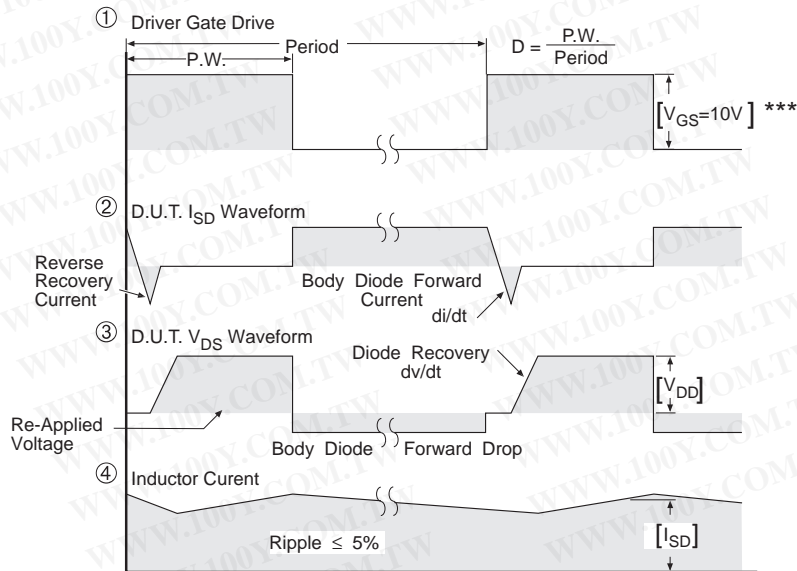 ① Driver Gate Drive
Period
P.W.
D = P.W. / Period
[VGS=10V] ***
② D.U.T. ISD Waveform
Reverse
Recovery
Current
Body Diode Forward
Current
di/dt
③ D.U.T. VDS Waveform
Diode Recovery
dv/dt
[VDD]
Re-Applied
Voltage
Body Diode Forward Drop
④ Inductor Curent
Ripple ≤ 5%
[ISD]
WWW.100Y.COM.TW